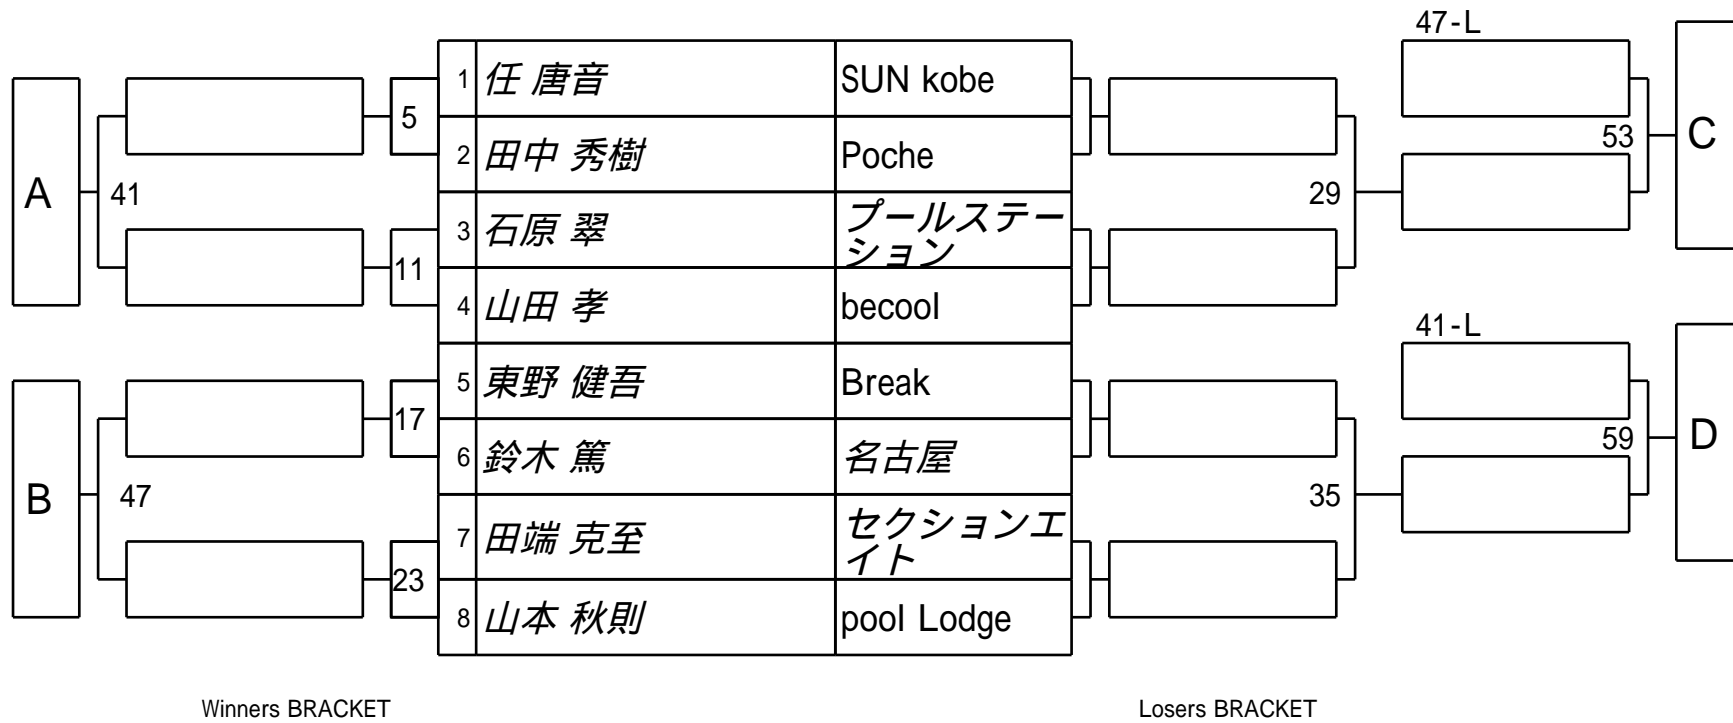 47-L
1 任 唐音 SUN kobe
5
C
53
2 田中 秀樹 Poche
A
41
29
3 石原 翠 プールステー
ション
11
4 山田 孝 becool
41-L
5 東野 健吾 Break
17
D
59
6 鈴木 篤 名古屋
B
47
35
7 田端 克至 セクションエ
イト
23
8 山本 秋則 pool Lodge
Winners BRACKET
Losers BRACKET